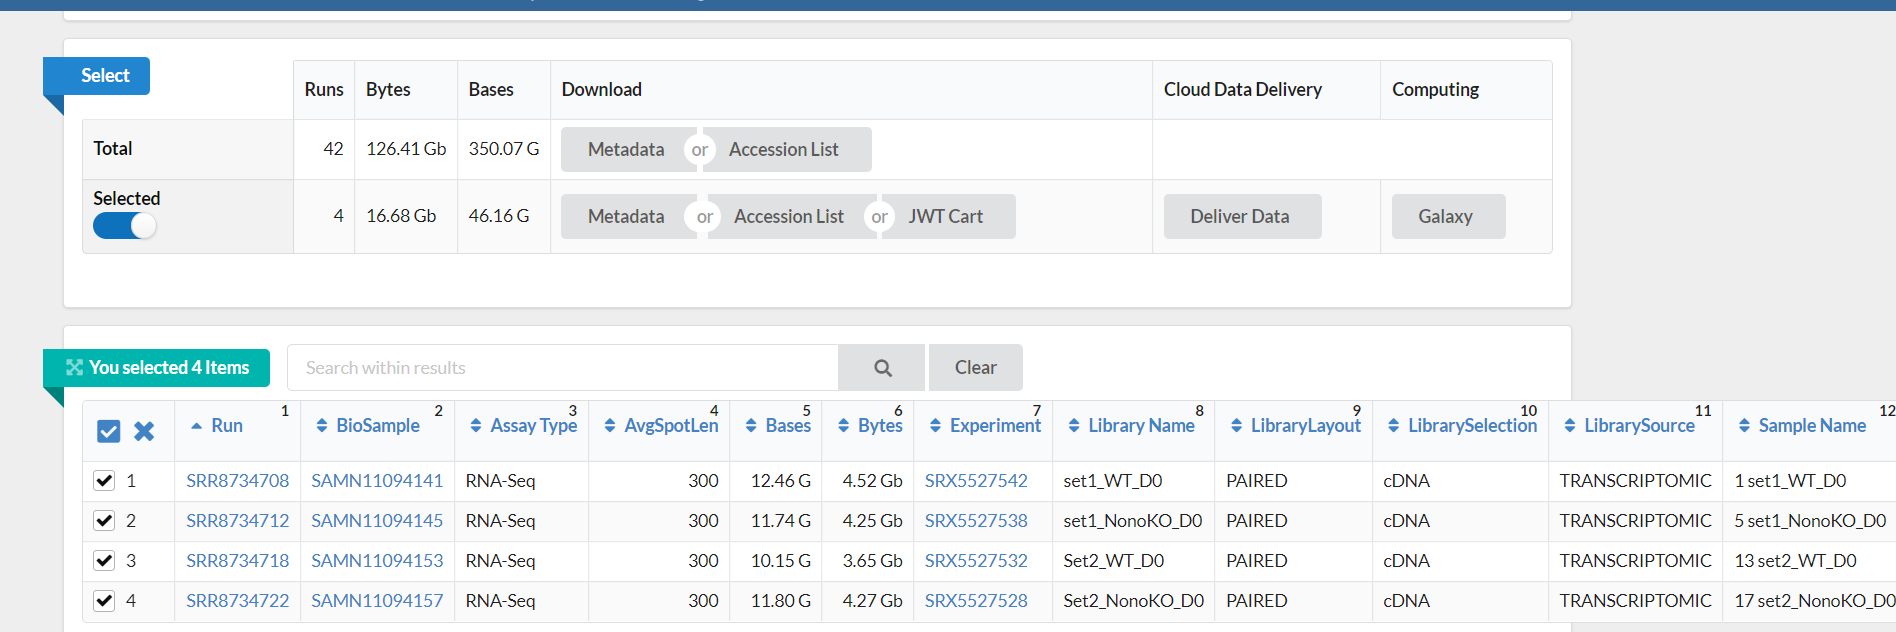 Select
Runs Bytes Bases Download Cloud Data Delivery Computing
Total 42 126.41 Gb 350.07 G Metadata or Accession List
Selected 4 16.68 Gb 46.16 G Metadata or Accession List or JWT Cart Deliver Data Galaxy
You selected 4 Items Search within results Clear
1 2 3 4 5 6 7 8 9 10 11 12
Run BioSample Assay Type AvgSpotLen Bases Bytes Experiment Library Name LibraryLayout LibrarySelection LibrarySource Sample Name
1 SRR8734708 SAMN11094141 RNA-Seq 300 12.46 G 4.52 Gb SRX5527542 set1_WT_D0 PAIRED cDNA TRANSCRIPTOMIC 1 set1_WT_D0
2 SRR8734712 SAMN11094145 RNA-Seq 300 11.74 G 4.25 Gb SRX5527538 set1_NonoKO_D0 PAIRED cDNA TRANSCRIPTOMIC 5 set1_NonoKO_D0
3 SRR8734718 SAMN11094153 RNA-Seq 300 10.15 G 3.65 Gb SRX5527532 Set2_WT_D0 PAIRED cDNA TRANSCRIPTOMIC 13 set2_WT_D0
4 SRR8734722 SAMN11094157 RNA-Seq 300 11.80 G 4.27 Gb SRX5527528 Set2_NonoKO_D0 PAIRED cDNA TRANSCRIPTOMIC 17 set2_NonoKO_D0